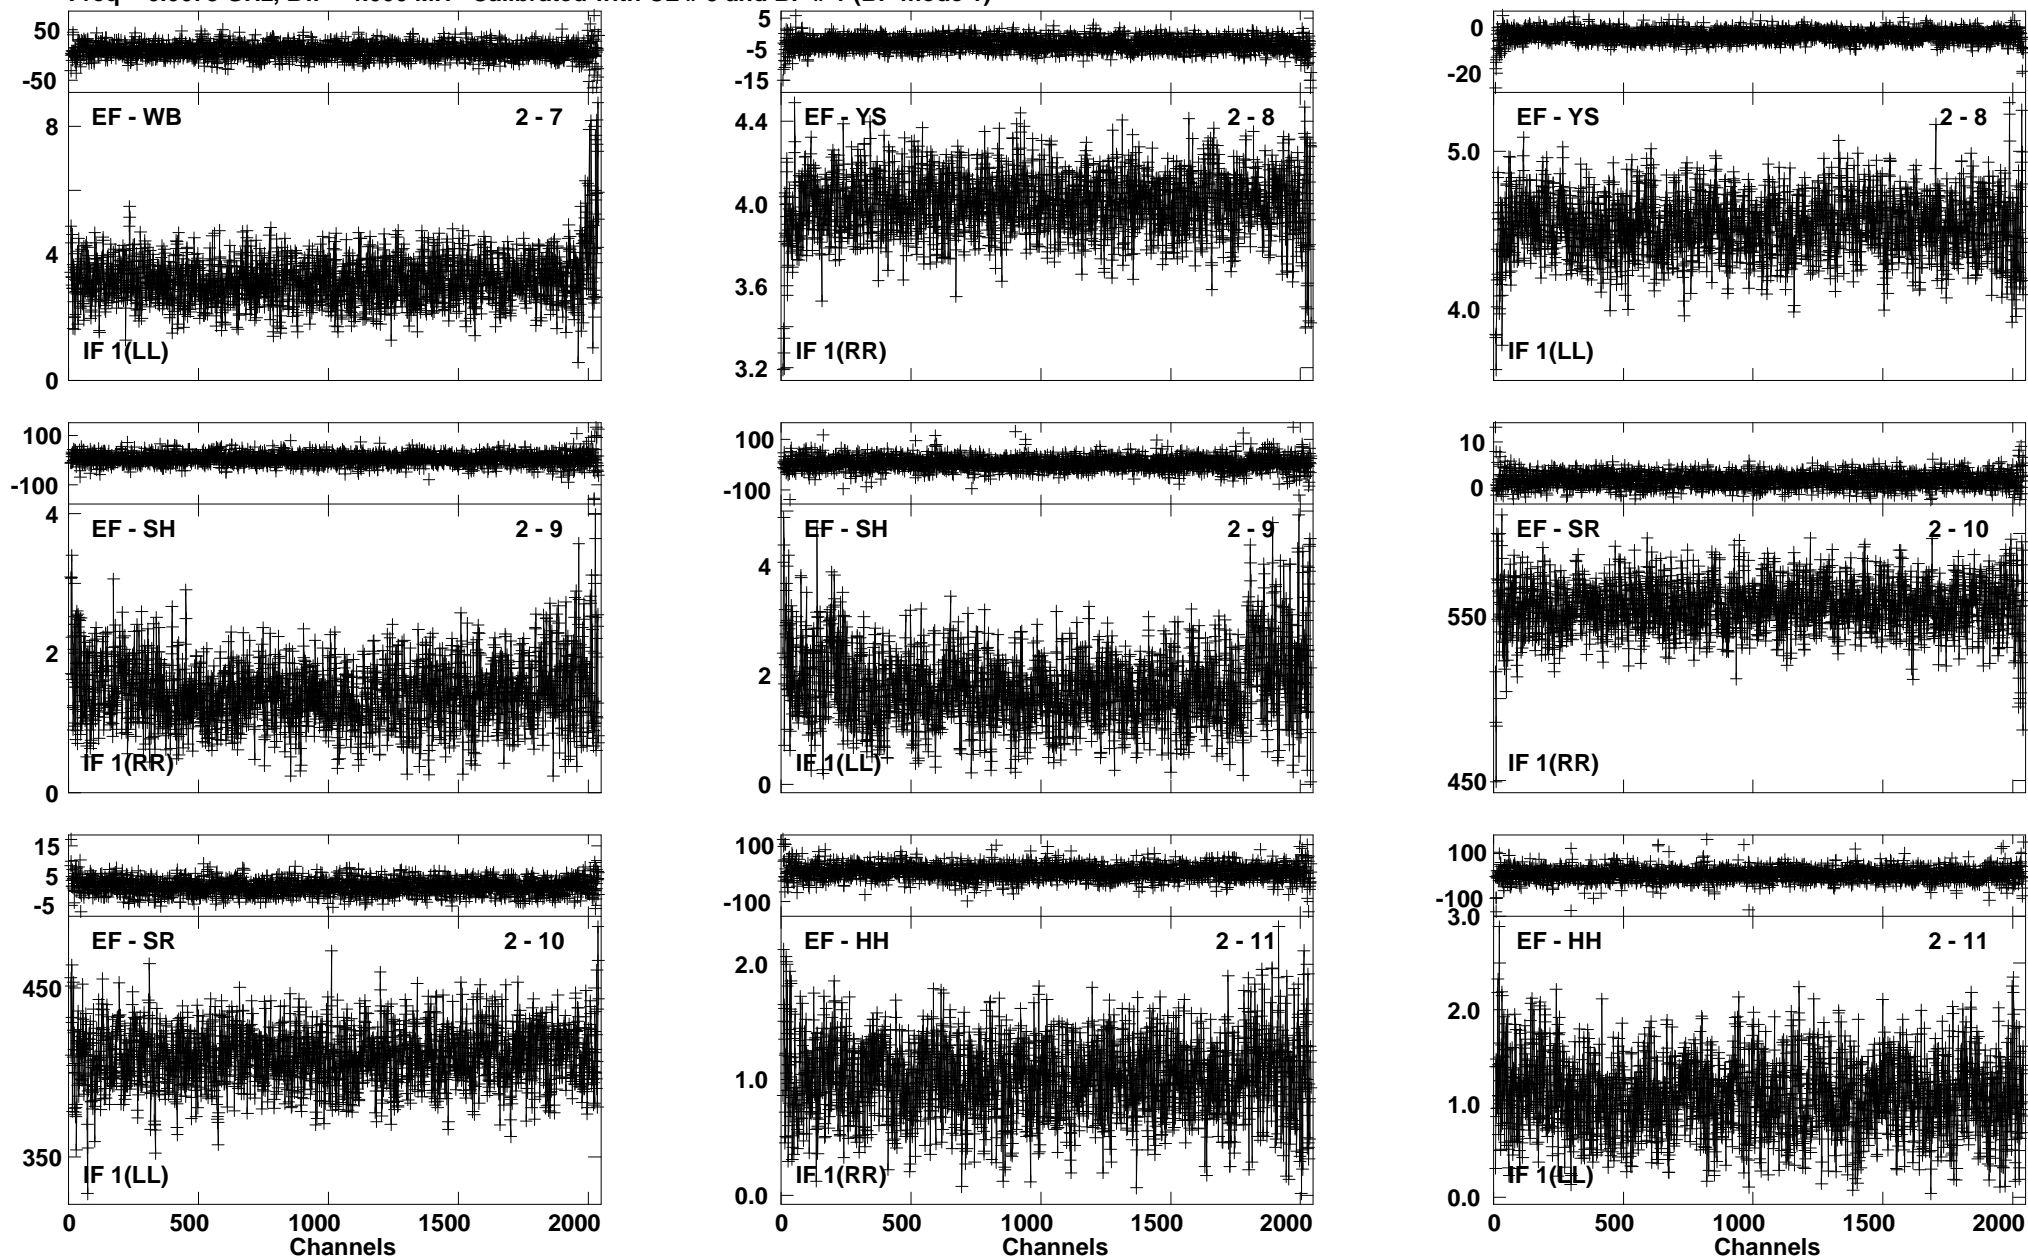 50
-50
5
-5
-15
0
-20
EF - WB 2 - 7
8
4
0
IF 1(LL)
EF - YS 2 - 8
4.4
4.0
3.6
3.2
IF 1(RR)
EF - YS 2 - 8
5.0
4.0
IF 1(LL)
100
-100
100
-100
10
0
EF - SH 2 - 9
4
2
0
IF 1(RR)
EF - SH 2 - 9
4
2
0
IF 1(LL)
EF - SR 2 - 10
550
450
IF 1(RR)
15
5
-5
100
-100
100
-100
EF - SR 2 - 10
450
350
IF 1(LL)
0 500 1000 1500 2000
Channels
EF - HH 2 - 11
2.0
1.0
0.0
IF 1(RR)
0 500 1000 1500 2000
Channels
EF - HH 2 - 11
3.0
2.0
1.0
0.0
IF 1(LL)
0 500 1000 1500 2000
Channels